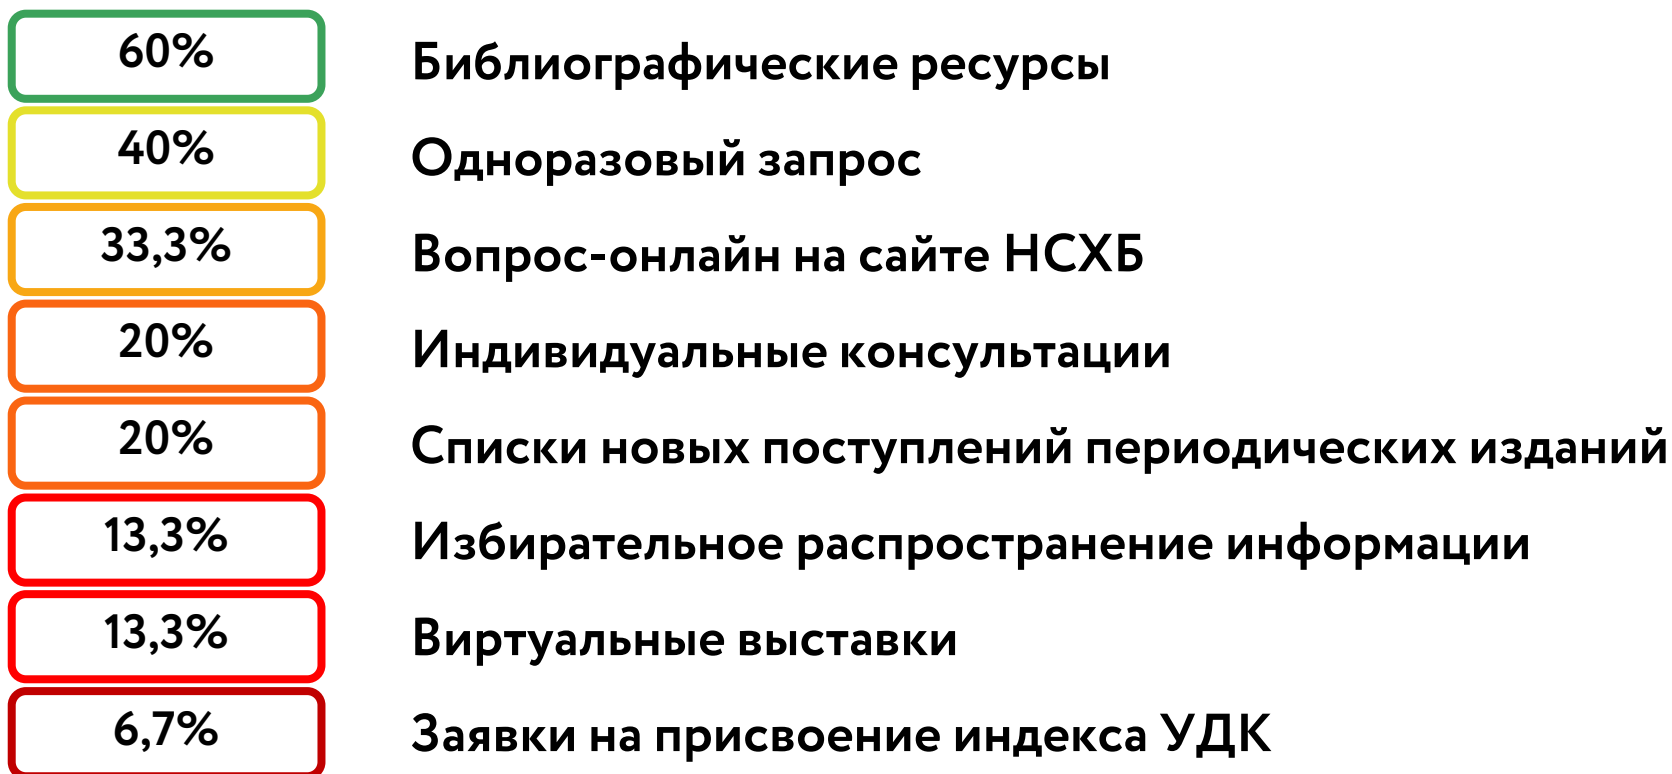 60% Библиографические ресурсы
40% Одноразовый запрос
33,3% Вопрос-онлайн на сайте НСХБ
20% Индивидуальные консультации
20% Списки новых поступлений периодических изданий
13,3% Избирательное распространение информации
13,3% Виртуальные выставки
6,7% Заявки на присвоение индекса УДК